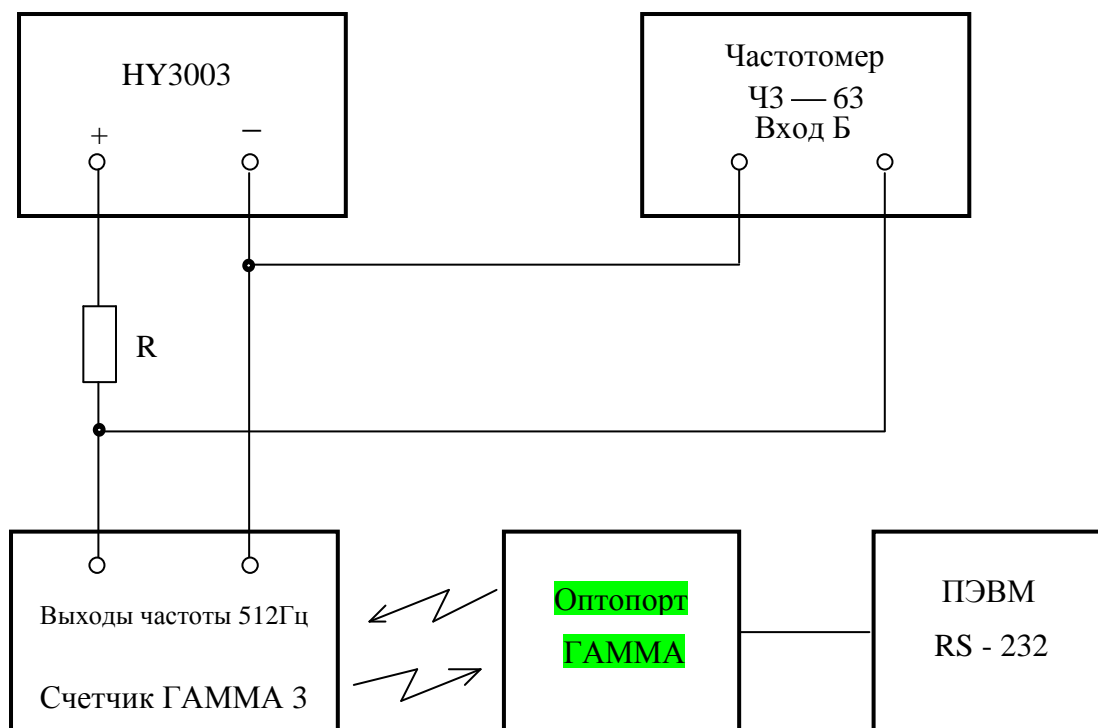 HY3003
+ —
Частотомер
Ч3 — 63
Вход Б
R
Выходы частоты 512Гц
Счетчик ГАММА 3
Оптопорт
ГАММА
ПЭВМ
RS - 232